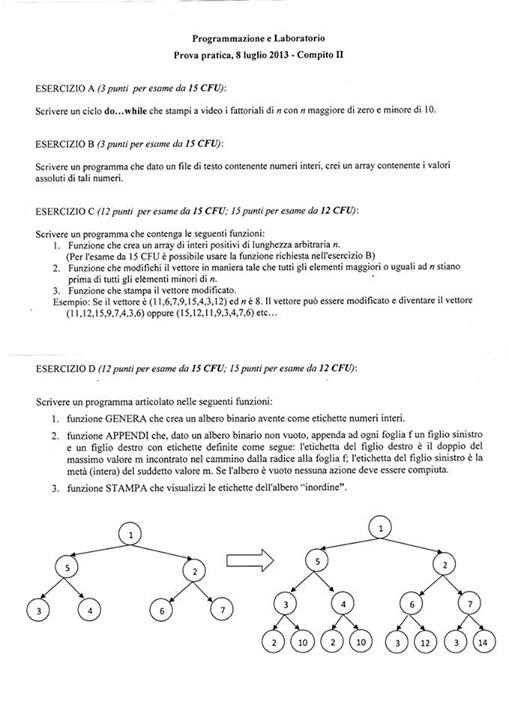 Programmazione e Laboratorio
Prova pratica, 8 luglio 2013 - Compito II
ESERCIZIO A (3 punti per esame da 15 CFU):
Scrivere un ciclo do...while che stampi a video i fattoriali di n con n maggiore di zero e minore di 10.
ESERCIZIO B (3 punti per esame da 15 CFU):
Scrivere un programma che dato un file di testo contenente numeri interi, crei un array contenente i valori
assoluti di tali numeri.
ESERCIZIO C (12 punti per esame da 15 CFU; 15 punti per esame da 12 CFU):
Scrivere un programma che contenga le seguenti funzioni:
1. Funzione che crea un array di interi positivi di lunghezza arbitraria n.
(Per l'esame da 15 CFU è possibile usare la funzione richiesta nell'esercizio B)
2. Funzione che modifichi il vettore in maniera tale che tutti gli elementi maggiori o uguali ad n stiano
prima di tutti gli elementi minori di n.
3. Funzione che stampa il vettore modificato.
Esempio: Se il vettore è (11,6,7,9,15,4,3,12) ed n è 8. Il vettore può essere modificato e diventare il vettore
(11,12,15,9,7,4,3,6) oppure (15,12,11,9,3,4,7,6) etc...
ESERCIZIO D (12 punti per esame da 15 CFU; 15 punti per esame da 12 CFU):
Scrivere un programma articolato nelle seguenti funzioni:
1. funzione GENERA che crea un albero binario avente come etichette numeri interi.
2. funzione APPENDI che, dato un albero binario non vuoto, appenda ad ogni foglia f un figlio sinistro
e un figlio destro con etichette definite come segue: l'etichetta del figlio destro è il doppio del
massimo valore m incontrato nel cammino dalla radice alla foglia f; l'etichetta del figlio sinistro è la
metà (intera) del suddetto valore m. Se l'albero è vuoto nessuna azione deve essere compiuta.
3. funzione STAMPA che visualizzi le etichette dell'albero "inordine".
1
5 2
3 4 6 7
1
5 2
3 4 6 7
2 10 2 10 3 12 3 14